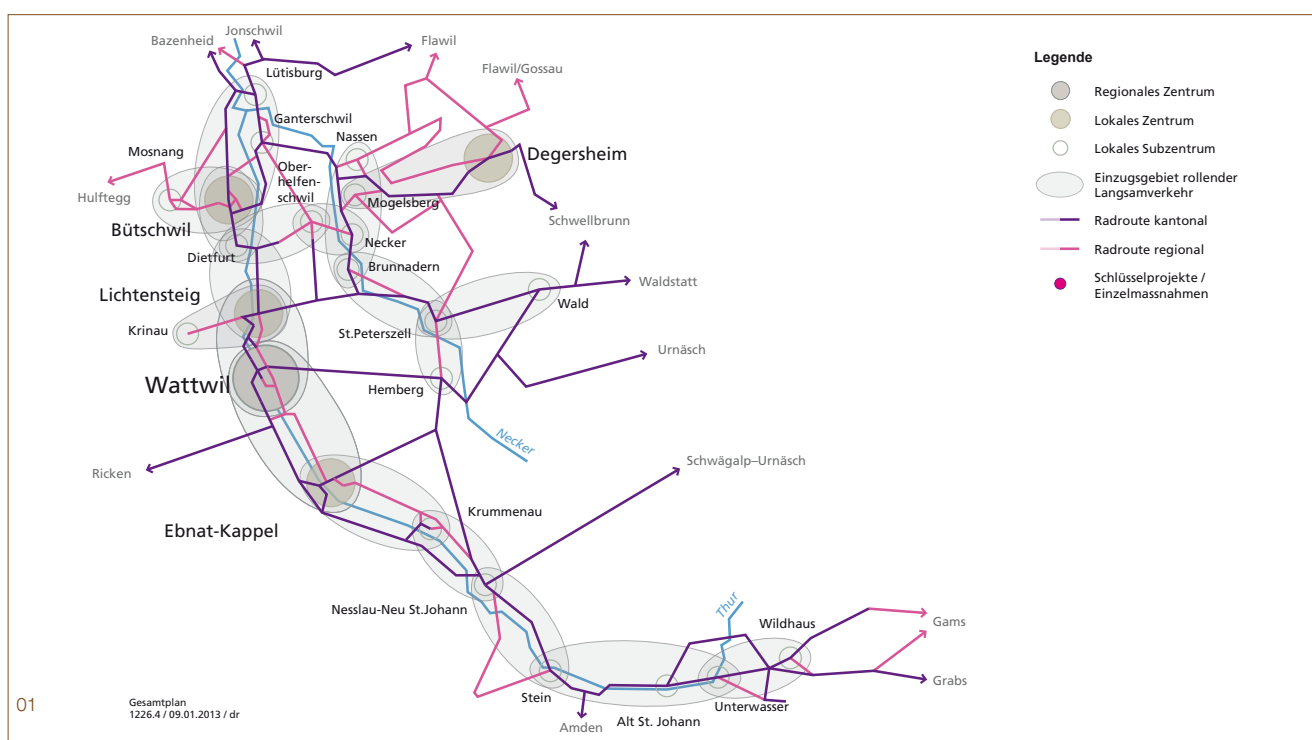 Jonschwil
Bazenheid
Flawil
Lütisburg
Flawil/Gossau
Ganterschwil
Nassen
Mosnang
Ober-
helfen-
schwil
Degersheim
Hulftegg
Mogelsberg
Bütschwil
Schwellbrunn
Necker
Dietfurt
Brunnadern
Waldstatt
Lichtensteig
Wald
Krinau
St.Peterszell
Urnäsch
Wattwil
Hemberg
Necker
Ricken
Schwägalp–Urnäsch
Krummenau
Ebnat-Kappel
Nesslau-Neu St.Johann
Thur
Wildhaus
Gams
Grabs
Stein
Unterwasser
Alt St. Johann
Amden
Legende
Regionales Zentrum
Lokales Zentrum
Lokales Subzentrum
Einzugsgebiet rollender
Langsamverkehr
Radroute kantonal
Radroute regional
Schlüsselprojekte /
Einzelmassnahmen
01
Gesamtplan
1226.4 / 09.01.2013 / dr